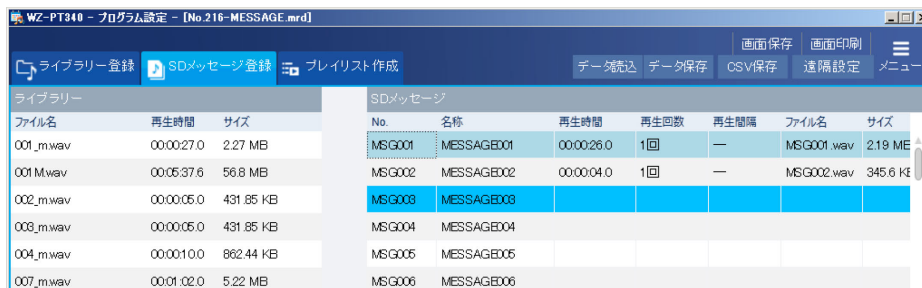 WZ-PT340 - プログラム設定 - [No.216-MESSAGE.mrd]
画面保存 画面印刷
ライブラリー登録 SDメッセージ登録 プレイリスト作成 データ読込 データ保存 CSV保存 遠隔設定 メニュー
ライブラリー SDメッセージ
ファイル名 再生時間 サイズ No. 名称 再生時間 再生回数 再生間隔 ファイル名 サイズ
001_m.wav 00:00:27.0 2.27 MB MSG001 MESSAGE001 00:00:26.0 1回 — MSG001.wav 2.19 ME
001M.wav 00:05:37.6 56.8 MB MSG002 MESSAGE002 00:00:04.0 1回 — MSG002.wav 345.6 KE
002_m.wav 00:00:05.0 431.85 KB MSG003 MESSAGE003
003_m.wav 00:00:05.0 431.85 KB MSG004 MESSAGE004
004_m.wav 00:00:10.0 862.44 KB MSG005 MESSAGE005
007_m.wav 00:01:02.0 5.22 MB MSG006 MESSAGE006